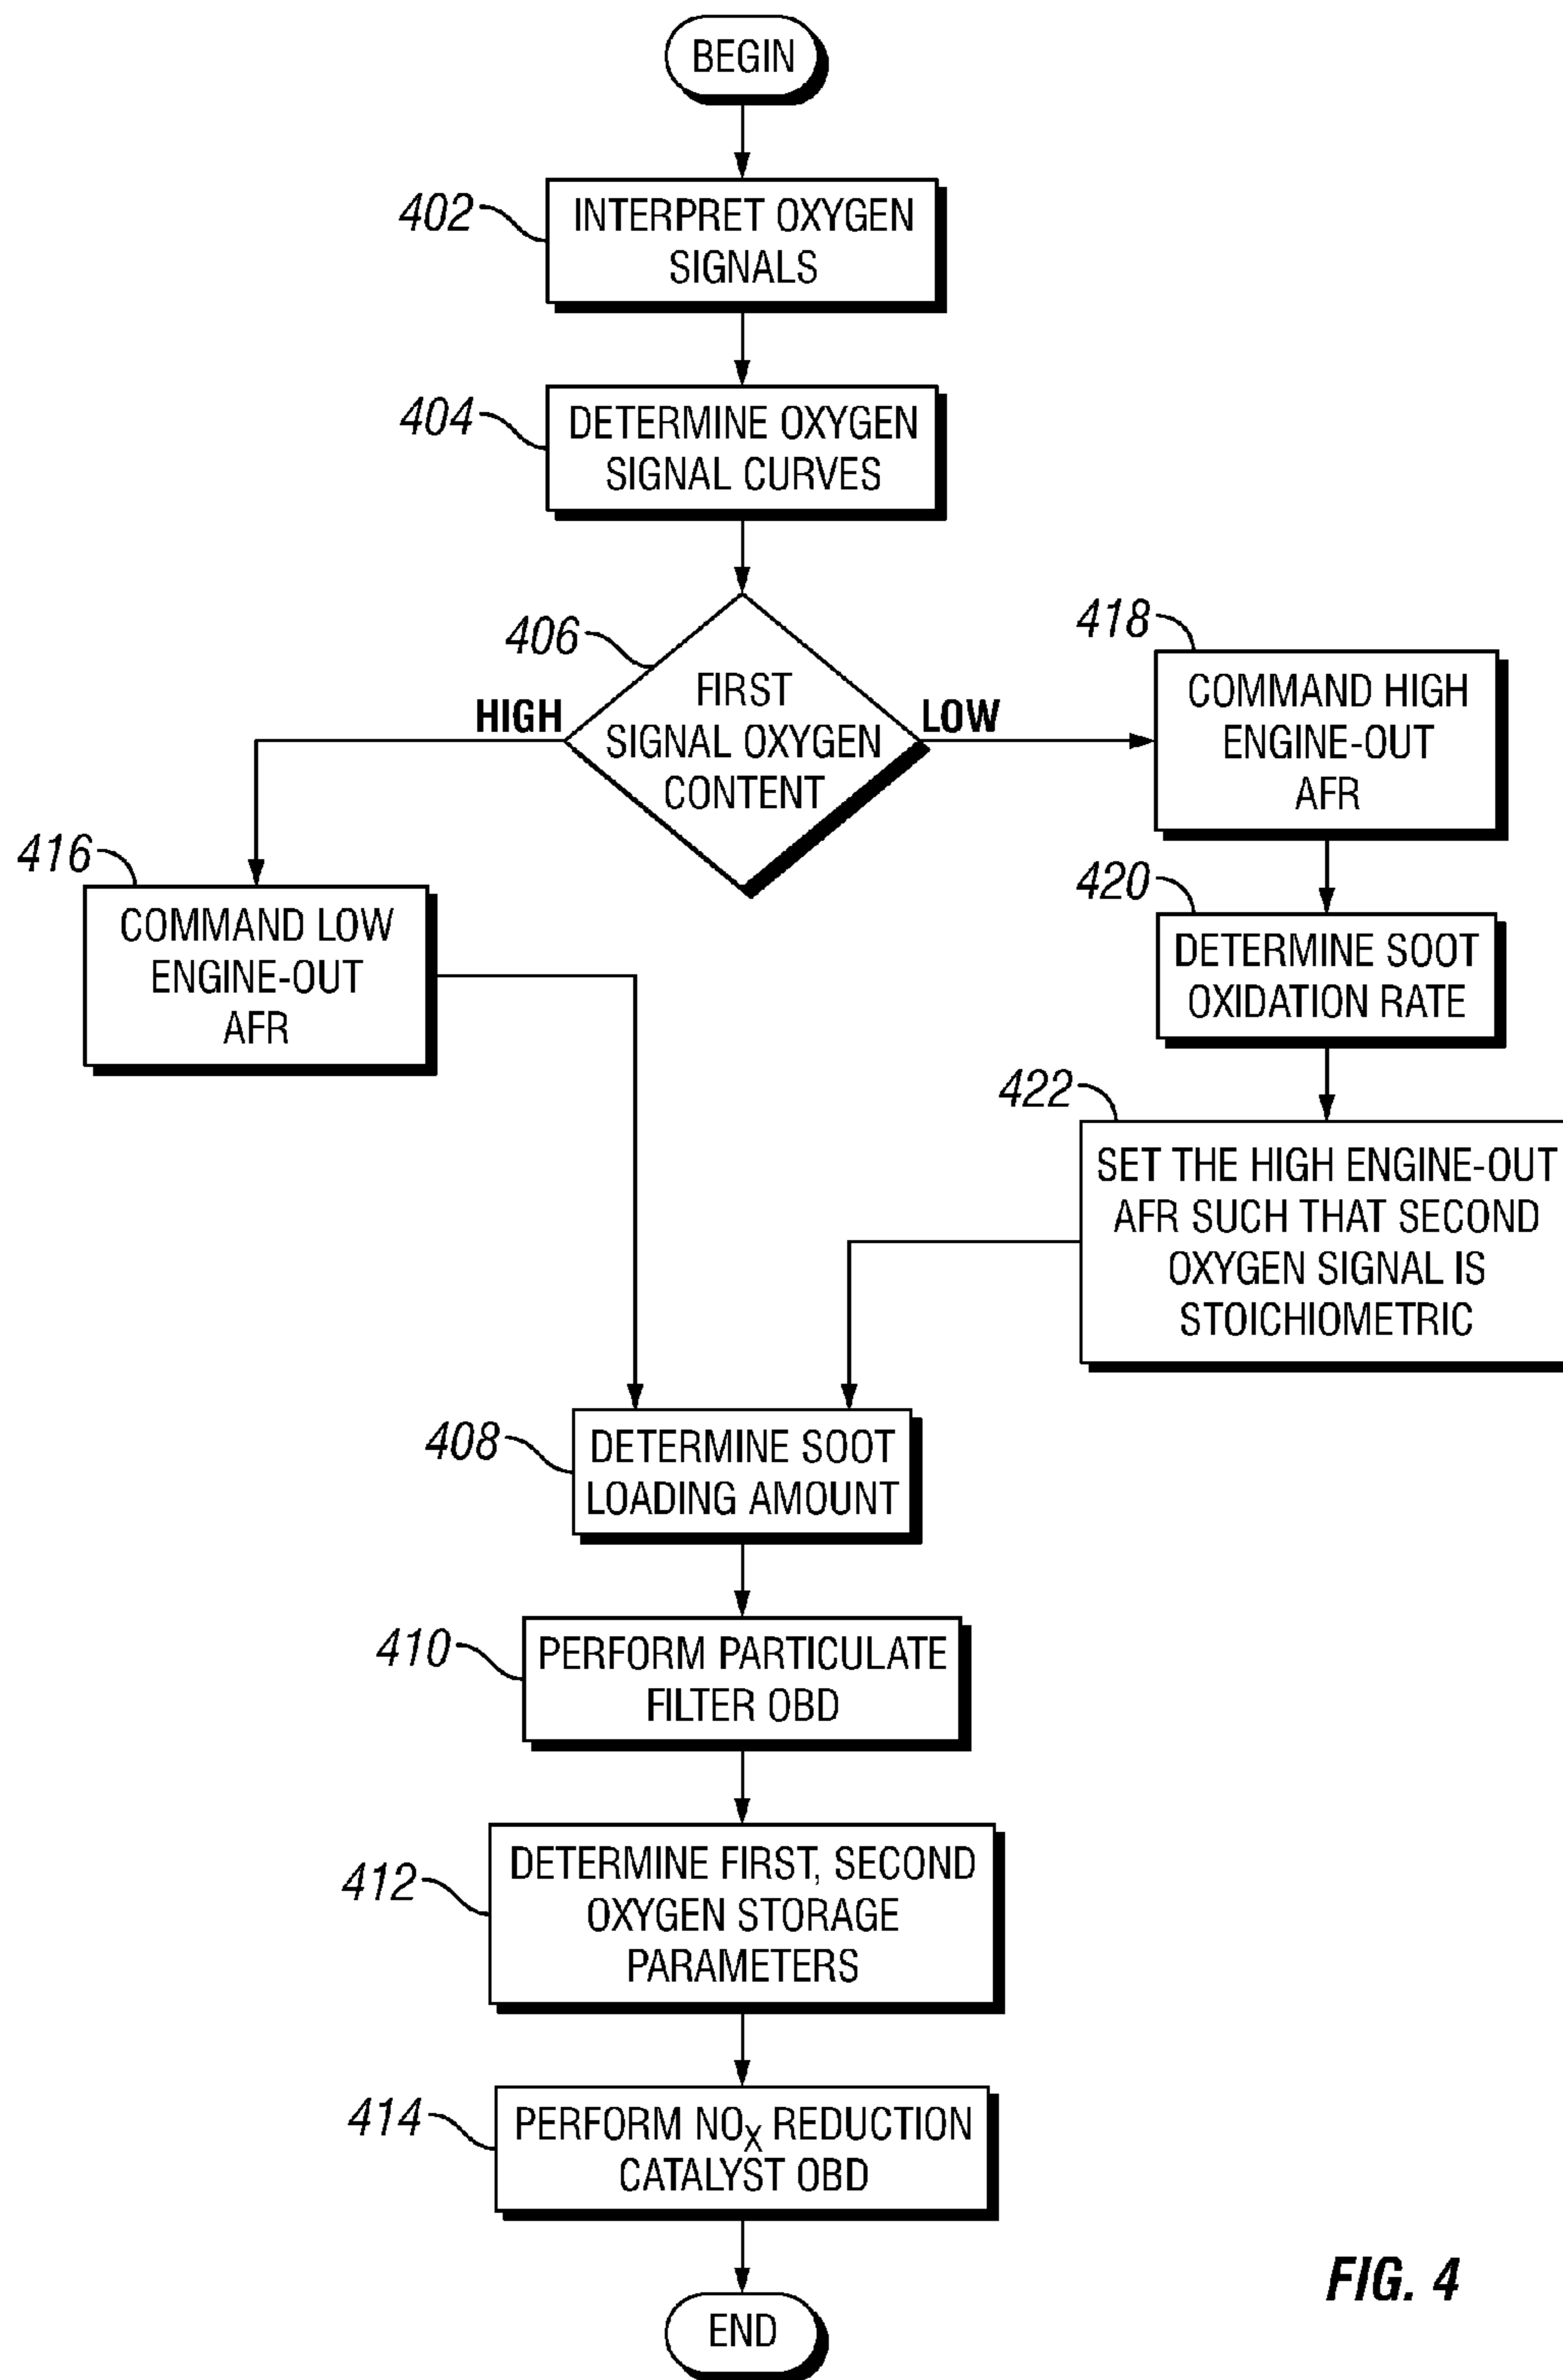 BEGIN
402
INTERPRET OXYGEN
SIGNALS
404
DETERMINE OXYGEN
SIGNAL CURVES
406
FIRST
SIGNAL OXYGEN
CONTENT
HIGH
LOW
418
COMMAND HIGH
ENGINE-OUT
AFR
416
COMMAND LOW
ENGINE-OUT
AFR
420
DETERMINE SOOT
OXIDATION RATE
422
SET THE HIGH ENGINE-OUT
AFR SUCH THAT SECOND
OXYGEN SIGNAL IS
STOICHIOMETRIC
408
DETERMINE SOOT
LOADING AMOUNT
410
PERFORM PARTICULATE
FILTER OBD
412
DETERMINE FIRST, SECOND
OXYGEN STORAGE
PARAMETERS
414
PERFORM NOX REDUCTION
CATALYST OBD
END
FIG. 4